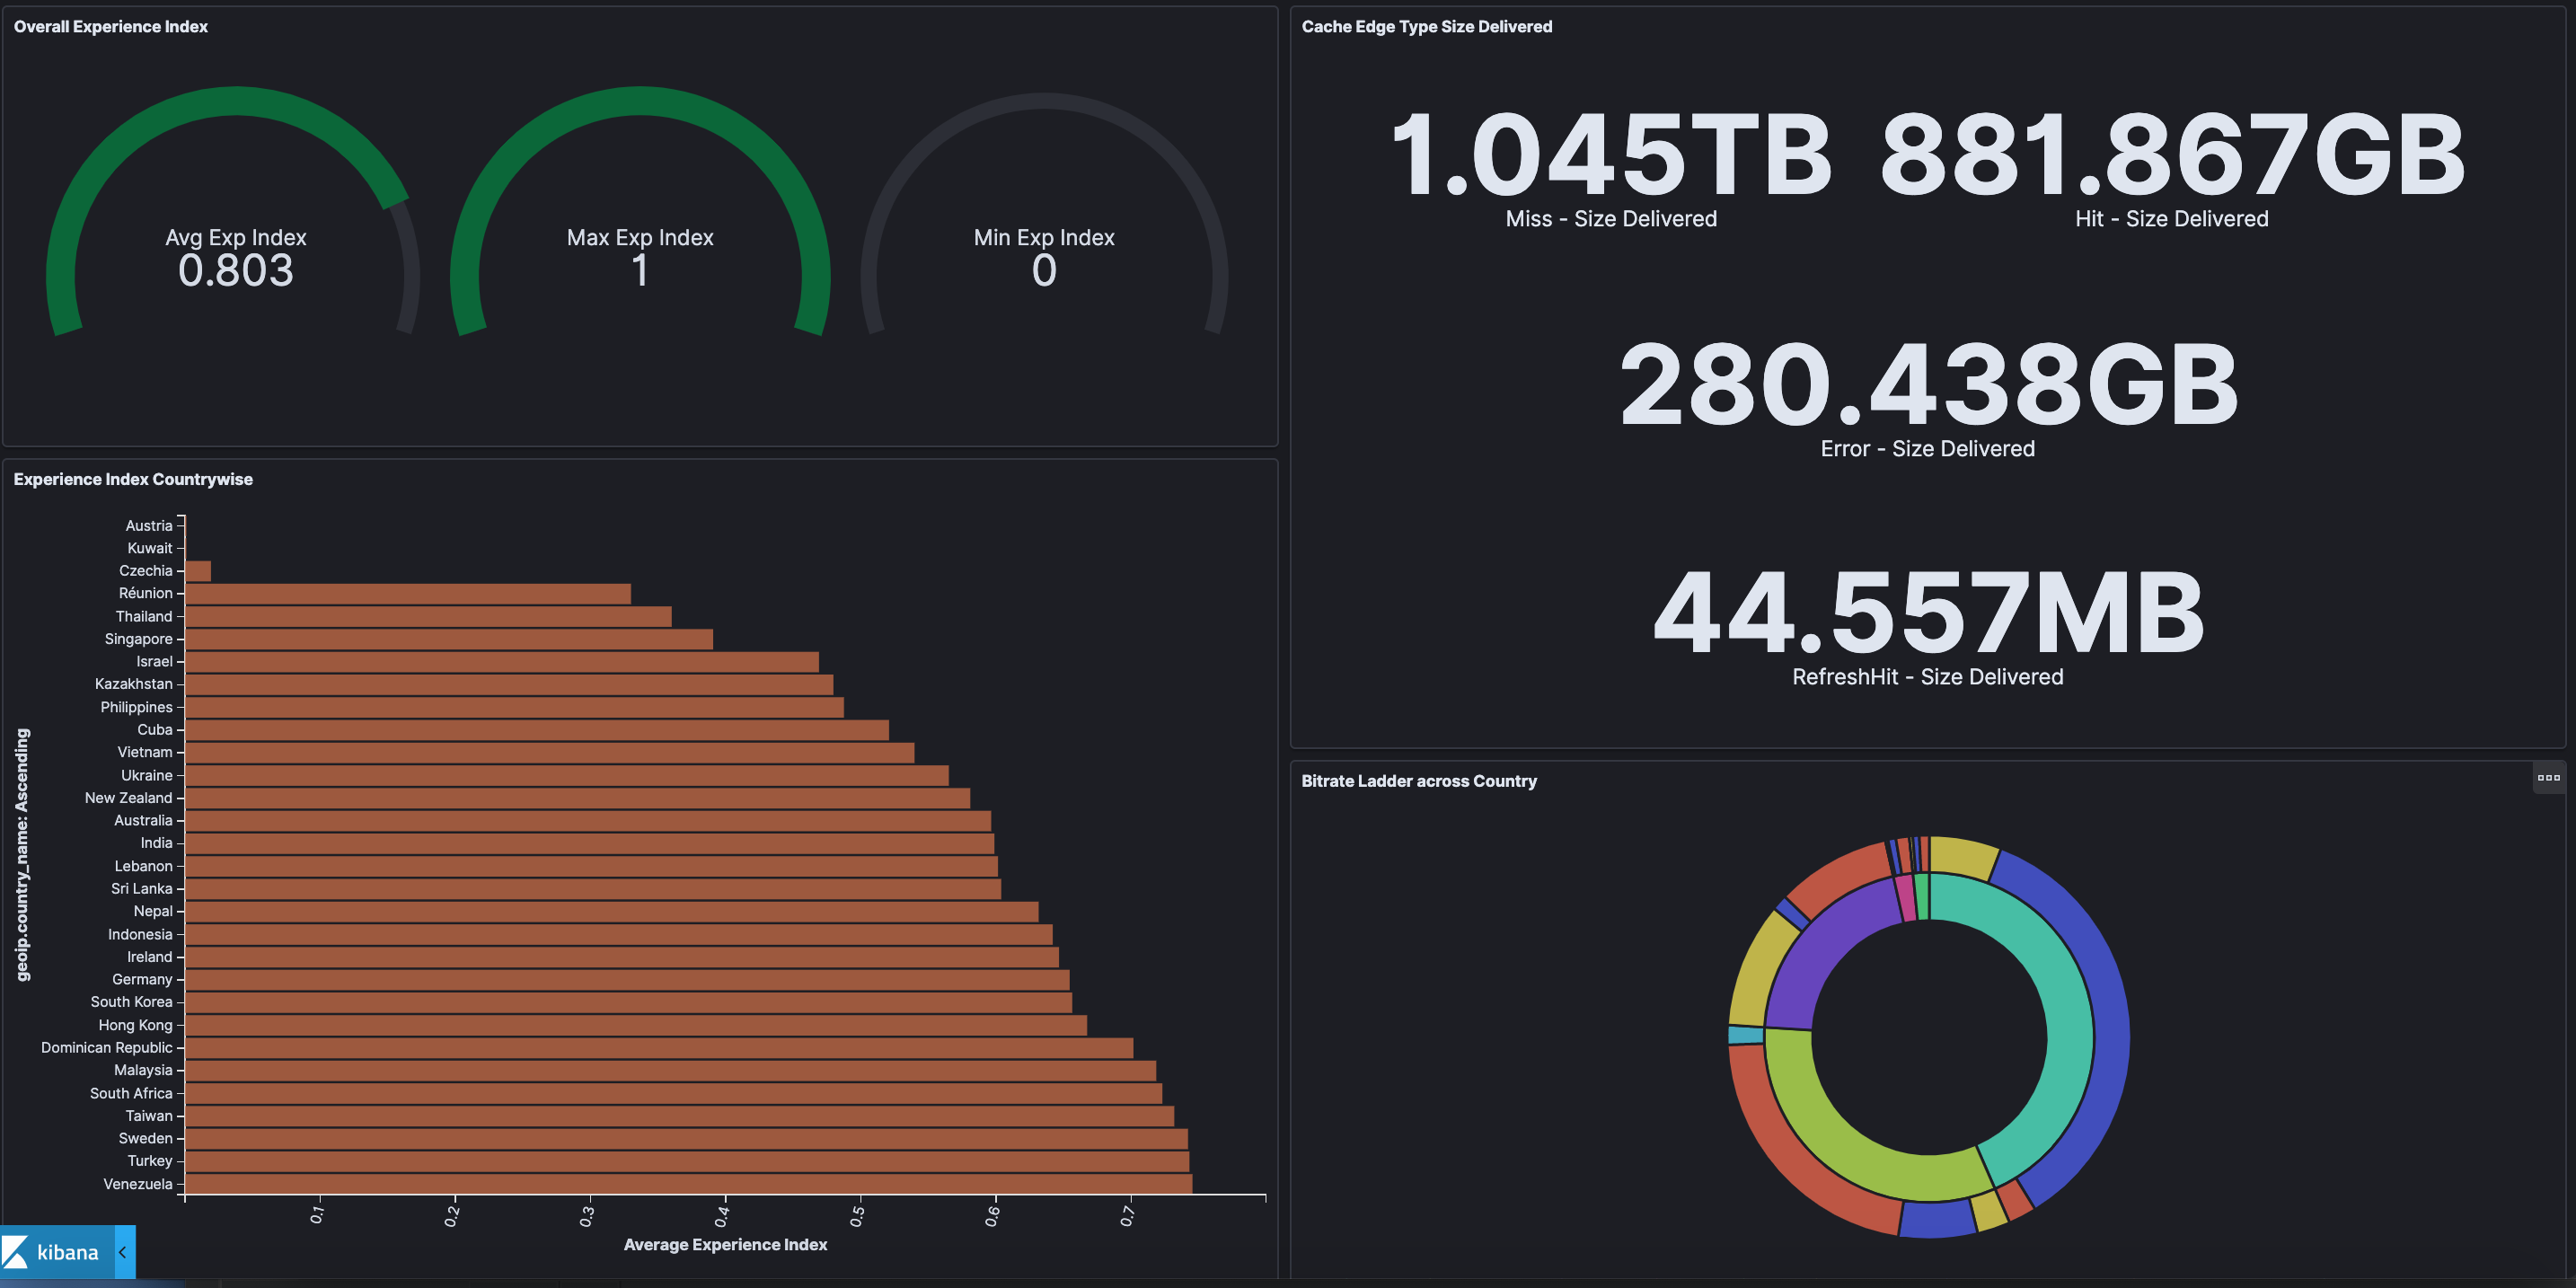 Overall Experience Index
Avg Exp Index
0.803
Max Exp Index
1
Min Exp Index
0
Cache Edge Type Size Delivered
1.045TB
Miss - Size Delivered
881.867GB
Hit - Size Delivered
280.438GB
Error - Size Delivered
44.557MB
RefreshHit - Size Delivered
Experience Index Countrywise
geoip.country_name: Ascending
Austria
Kuwait
Czechia
Réunion
Thailand
Singapore
Israel
Kazakhstan
Philippines
Cuba
Vietnam
Ukraine
New Zealand
Australia
India
Lebanon
Sri Lanka
Nepal
Indonesia
Ireland
Germany
South Korea
Hong Kong
Dominican Republic
Malaysia
South Africa
Taiwan
Sweden
Turkey
Venezuela
0.1
0.2
0.3
0.4
0.5
0.6
0.7
Average Experience Index
Bitrate Ladder across Country
kibana